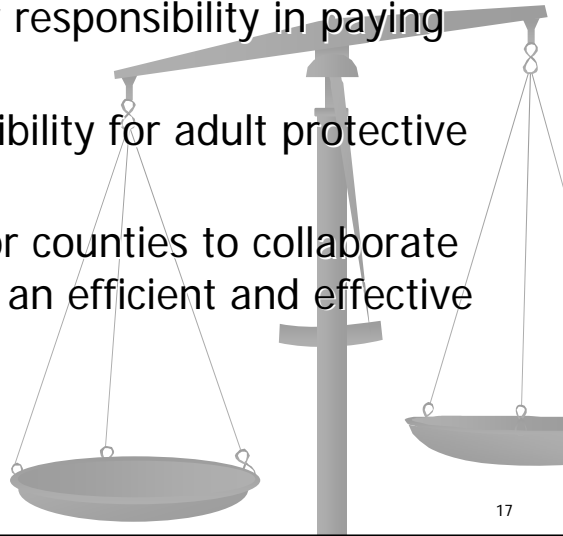 responsibility in paying
ibility for adult protective
or counties to collaborate
an efficient and effective
17